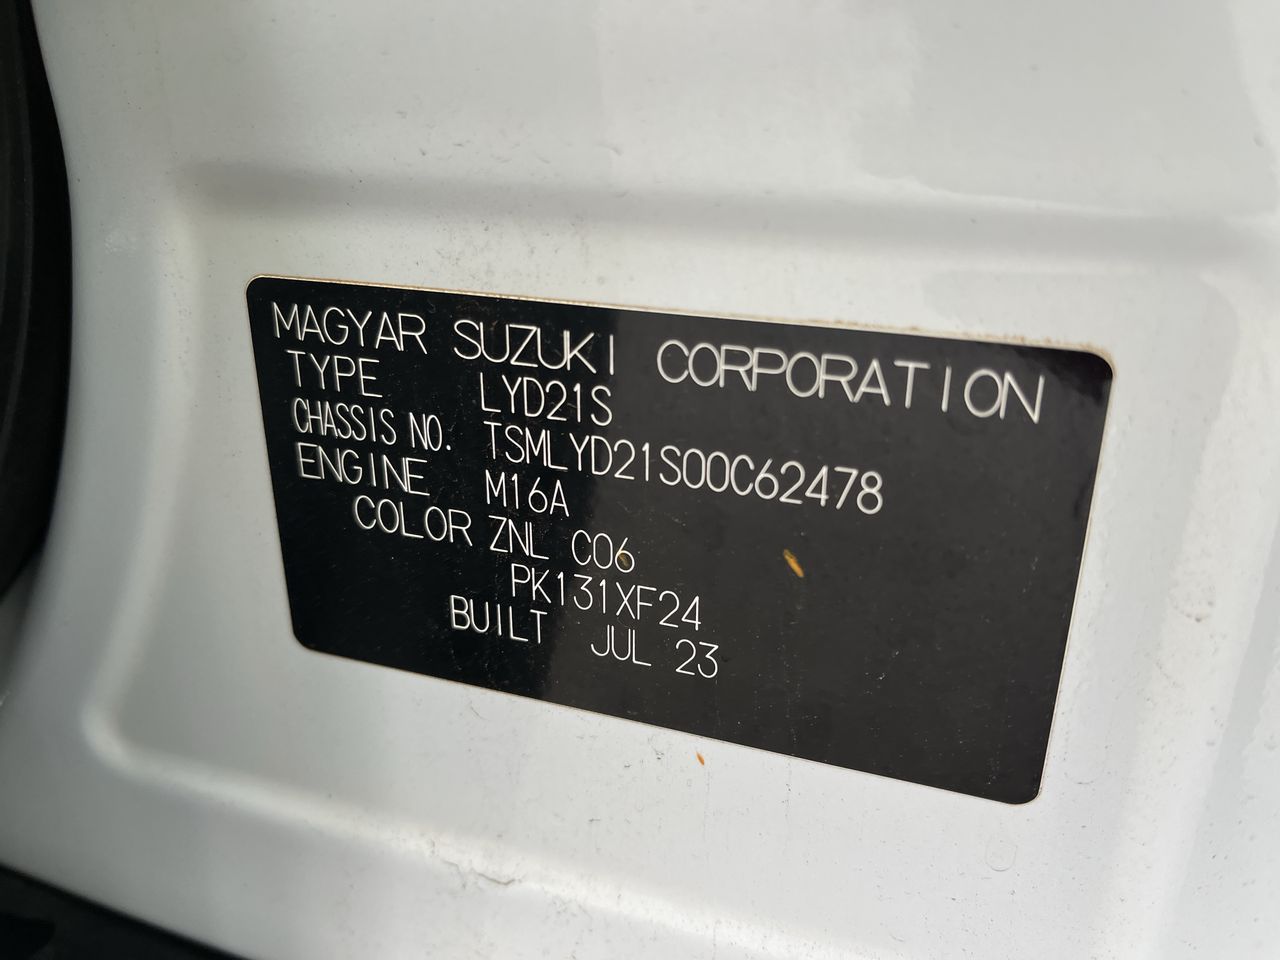 MAGYAR SUZUKI CORPORATION
TYPE LYD21S
CHASSIS NO. TSMLYD21S00C62478
ENGINE M16A
COLOR ZNL C06
PK131XF24
BUILT JUL 23